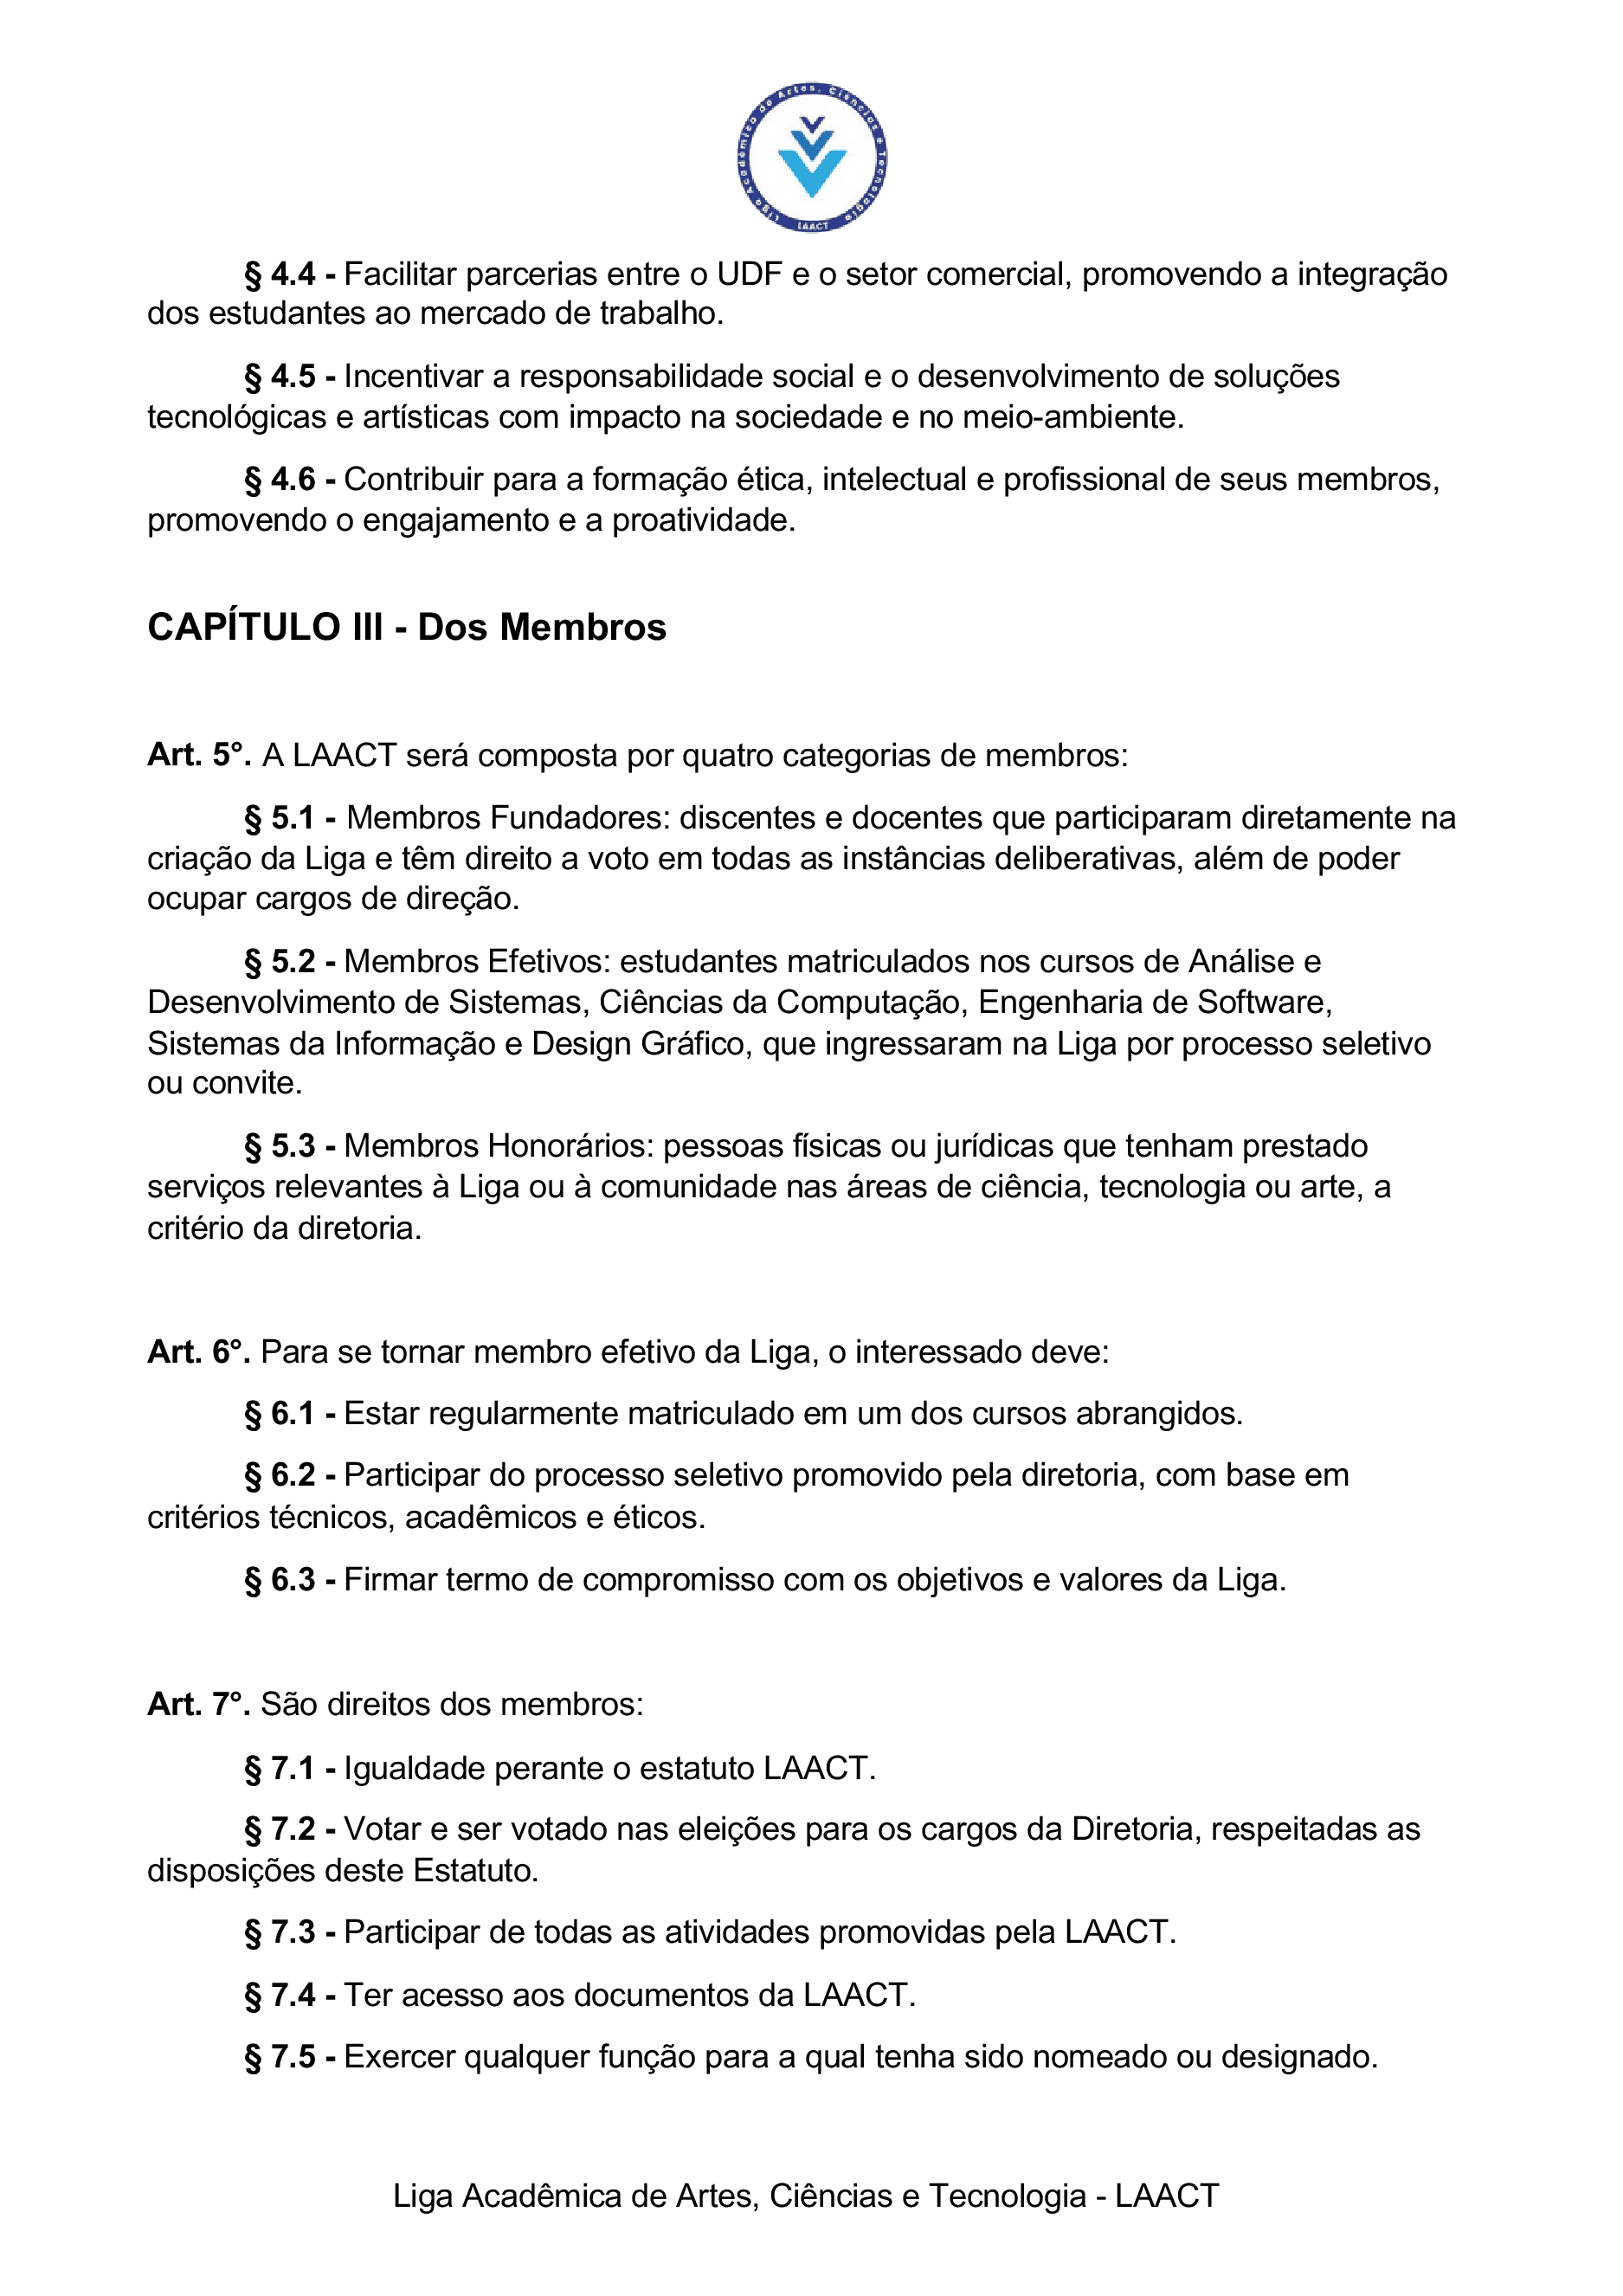 Liga Acadêmica de Artes, Ciências e Tecnologia
LAACT
§ 4.4 - Facilitar parcerias entre o UDF e o setor comercial, promovendo a integração
dos estudantes ao mercado de trabalho.
§ 4.5 - Incentivar a responsabilidade social e o desenvolvimento de soluções
tecnológicas e artísticas com impacto na sociedade e no meio-ambiente.
§ 4.6 - Contribuir para a formação ética, intelectual e profissional de seus membros,
promovendo o engajamento e a proatividade.
CAPÍTULO III - Dos Membros
Art. 5°. A LAACT será composta por quatro categorias de membros:
§ 5.1 - Membros Fundadores: discentes e docentes que participaram diretamente na
criação da Liga e têm direito a voto em todas as instâncias deliberativas, além de poder
ocupar cargos de direção.
§ 5.2 - Membros Efetivos: estudantes matriculados nos cursos de Análise e
Desenvolvimento de Sistemas, Ciências da Computação, Engenharia de Software,
Sistemas da Informação e Design Gráfico, que ingressaram na Liga por processo seletivo
ou convite.
§ 5.3 - Membros Honorários: pessoas físicas ou jurídicas que tenham prestado
serviços relevantes à Liga ou à comunidade nas áreas de ciência, tecnologia ou arte, a
critério da diretoria.
Art. 6°. Para se tornar membro efetivo da Liga, o interessado deve:
§ 6.1 - Estar regularmente matriculado em um dos cursos abrangidos.
§ 6.2 - Participar do processo seletivo promovido pela diretoria, com base em
critérios técnicos, acadêmicos e éticos.
§ 6.3 - Firmar termo de compromisso com os objetivos e valores da Liga.
Art. 7°. São direitos dos membros:
§ 7.1 - Igualdade perante o estatuto LAACT.
§ 7.2 - Votar e ser votado nas eleições para os cargos da Diretoria, respeitadas as
disposições deste Estatuto.
§ 7.3 - Participar de todas as atividades promovidas pela LAACT.
§ 7.4 - Ter acesso aos documentos da LAACT.
§ 7.5 - Exercer qualquer função para a qual tenha sido nomeado ou designado.
Liga Acadêmica de Artes, Ciências e Tecnologia - LAACT